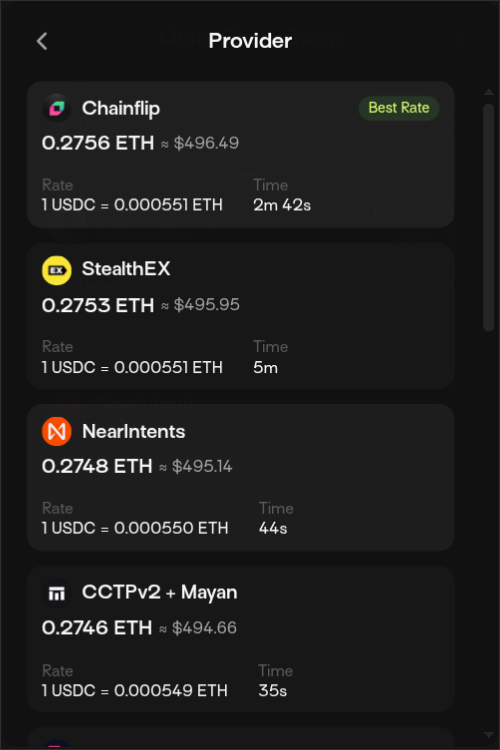 Provider
Chainflip
Best Rate
0.2756 ETH ≈ $496.49
Rate Time
1 USDC = 0.000551 ETH 2m 42s
StealthEX
0.2753 ETH ≈ $495.95
Rate Time
1 USDC = 0.000551 ETH 5m
NearIntents
0.2748 ETH ≈ $495.14
Rate Time
1 USDC = 0.000550 ETH 44s
CCTPv2 + Mayan
0.2746 ETH ≈ $494.66
Rate Time
1 USDC = 0.000549 ETH 35s